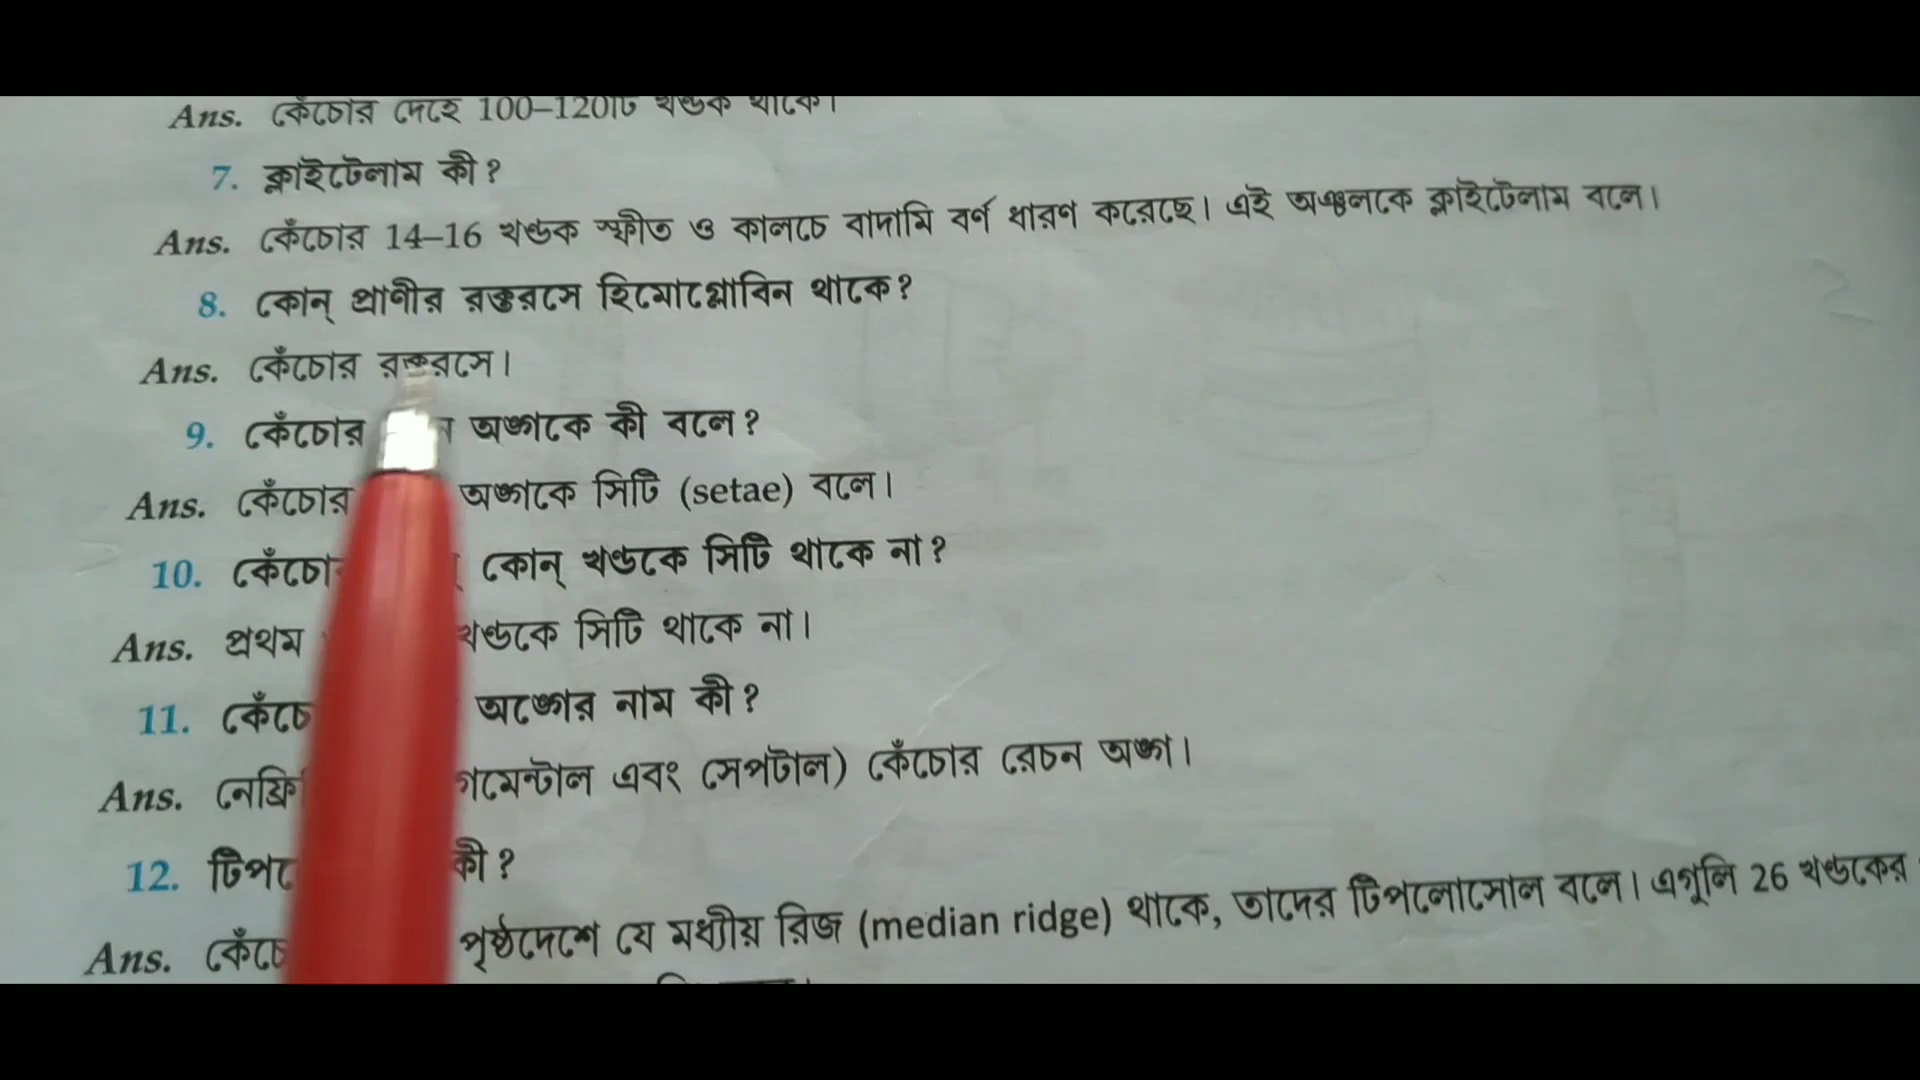 Ans. কেঁচোর দেহে 100–120টি খণ্ডক থাকে।
7. ক্লাইটেলাম কী?
Ans. কেঁচোর 14–16 খণ্ডক স্ফীত ও কালচে বাদামি বর্ণ ধারণ করেছে। এই অঞ্চলকে ক্লাইটেলাম বলে।
8. কোন্ প্রাণীর রক্তরসে হিমোগ্লোবিন থাকে?
Ans. কেঁচোর রক্তরসে।
9. কেঁচোর অঙ্গকে কী বলে?
Ans. কেঁচোর অঙ্গকে সিটি (setae) বলে।
10. কোন্ খণ্ডকে সিটি থাকে না?
Ans. প্রথম খণ্ডকে সিটি থাকে না।
11. অঙ্গের নাম কী?
Ans. এবং সেপটাল) কেঁচোর রেচন অঙ্গ।
12. কী?
Ans. পৃষ্ঠদেশে যে মধ্যীয় রিজ (median ridge) থাকে, তাদের টিপলোসোল বলে। এগুলি 26 খণ্ডকের